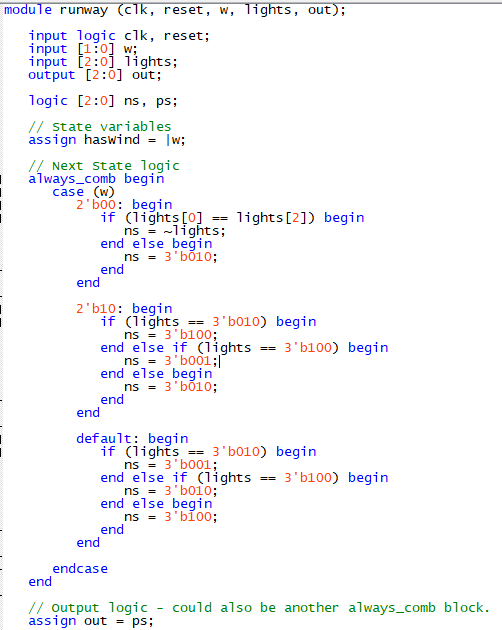 module runway (clk, reset, w, lights, out);
input logic clk, reset;
input [1:0] w;
input [2:0] lights;
output [2:0] out;
logic [2:0] ns, ps;
// State variables
assign hasWind = |w;
// Next State logic
always_comb begin
case (w)
2'b00: begin
if (lights[0] == lights[2]) begin
ns = ~lights;
end else begin
ns = 3'b010;
end
end
2'b10: begin
if (lights == 3'b010) begin
ns = 3'b100;
end else if (lights == 3'b100) begin
ns = 3'b001;
end else begin
ns = 3'b010;
end
end
default: begin
if (lights == 3'b010) begin
ns = 3'b001;
end else if (lights == 3'b100) begin
ns = 3'b010;
end else begin
ns = 3'b100;
end
end
endcase
end
// Output logic - could also be another always_comb block.
assign out = ps;